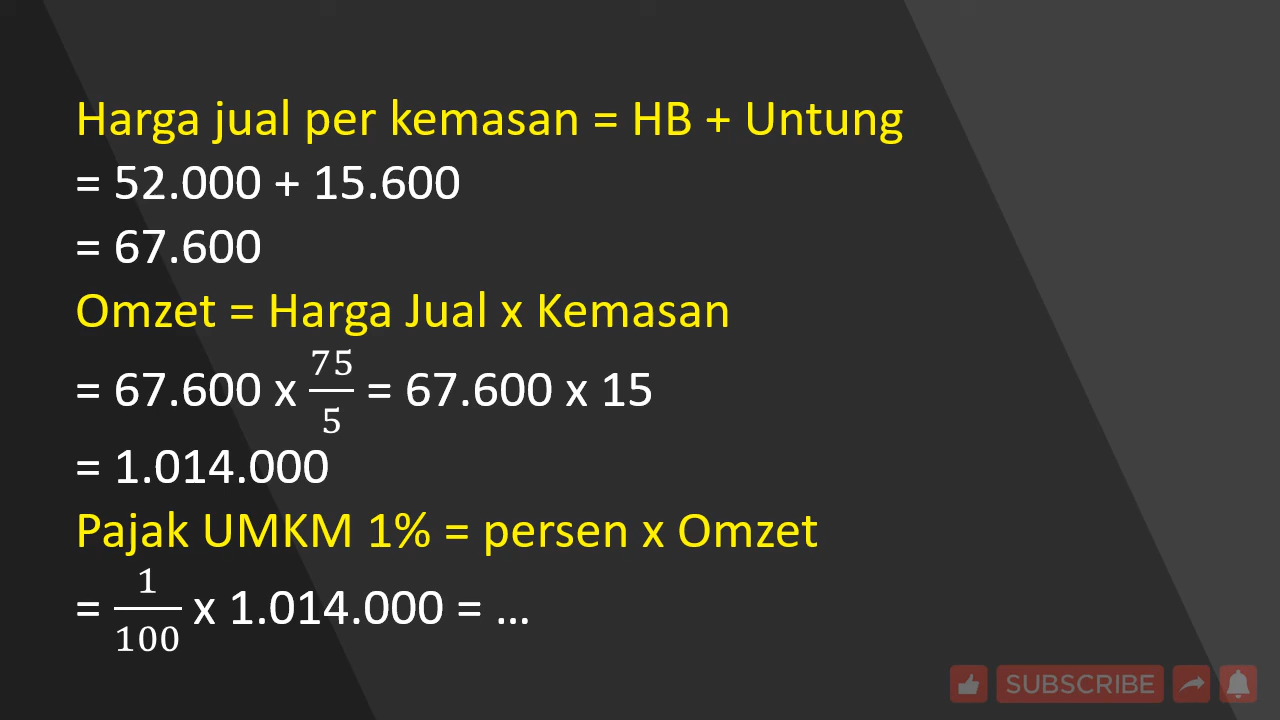 Harga jual per kemasan = HB + Untung
= 52.000 + 15.600
= 67.600
Omzet = Harga Jual x Kemasan
= 67.600 x 75/5 = 67.600 x 15
= 1.014.000
Pajak UMKM 1% = persen x Omzet
= 1/100 x 1.014.000 = ...
SUBSCRIBE